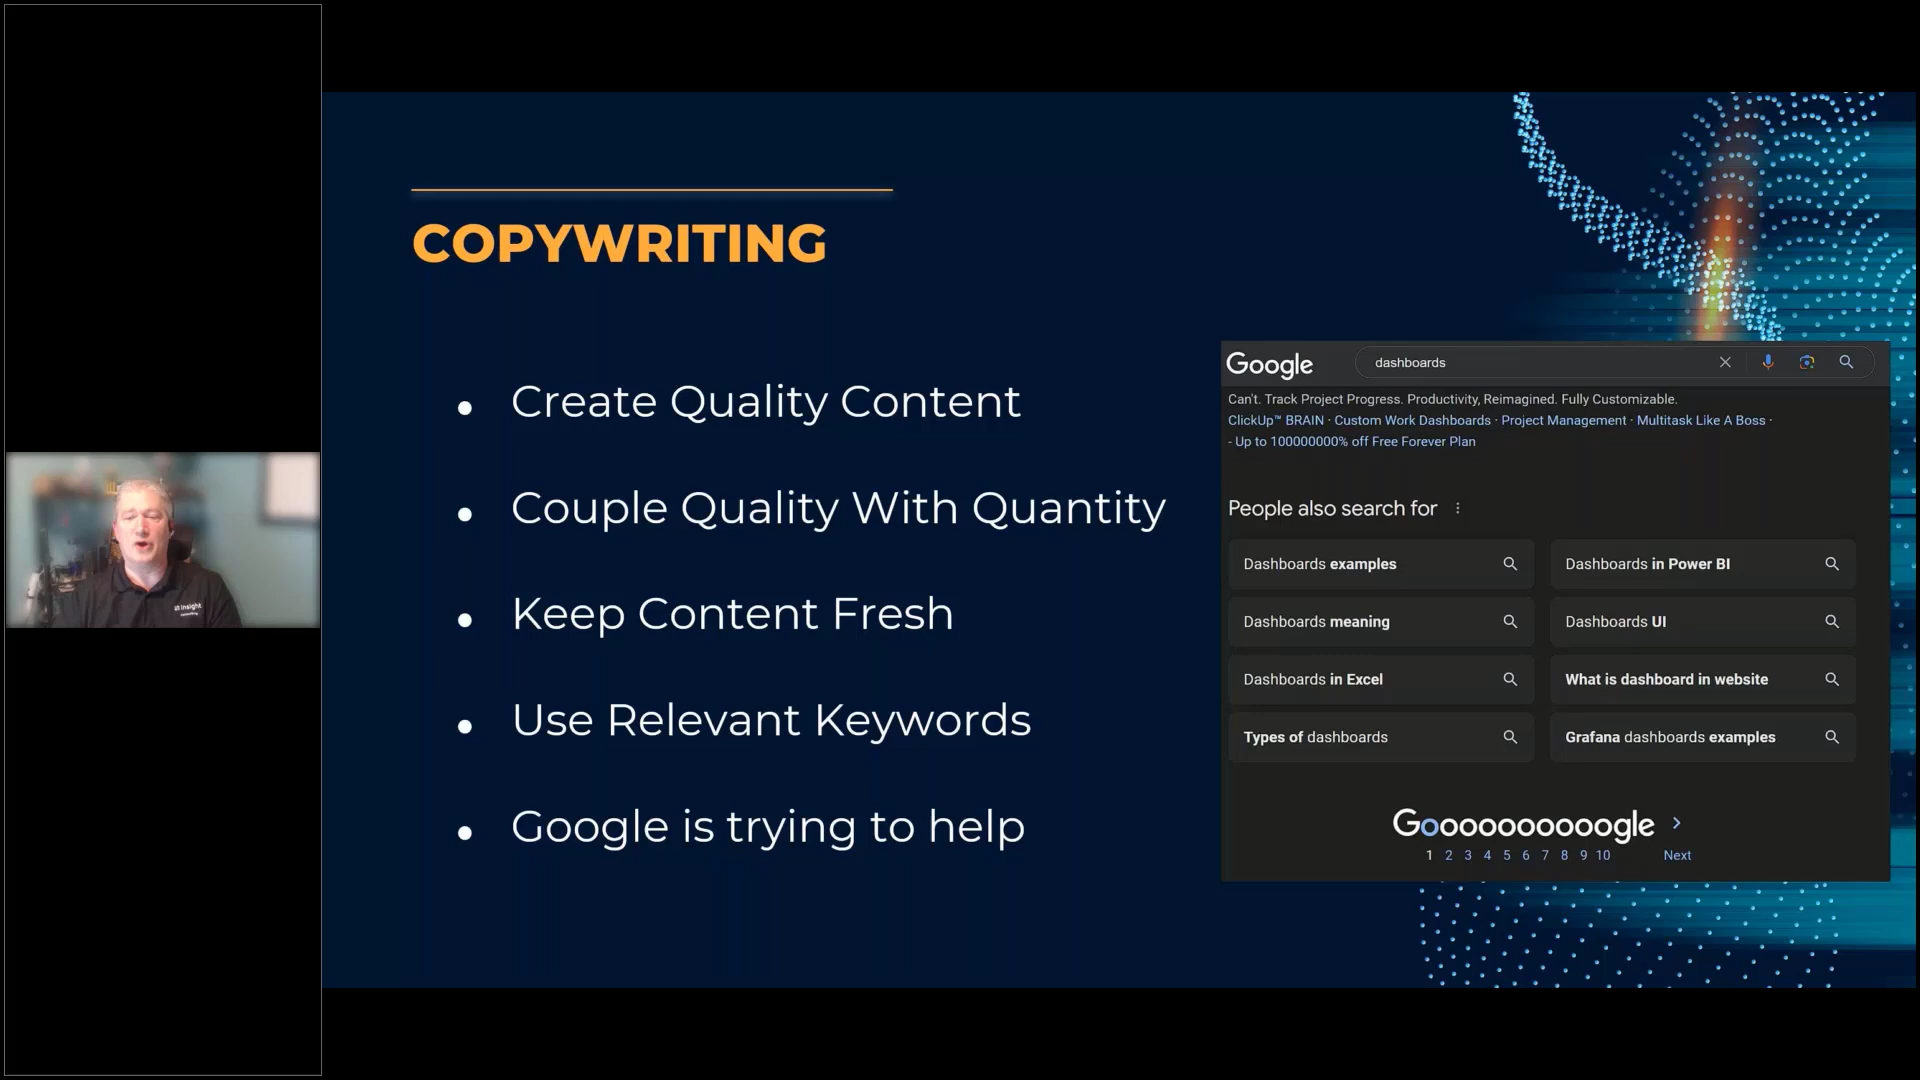 COPYWRITING
• Create Quality Content
• Couple Quality With Quantity
• Keep Content Fresh
• Use Relevant Keywords
• Google is trying to help
Google
dashboards
Can't. Track Project Progress. Productivity, Reimagined. Fully Customizable.
ClickUp™ BRAIN · Custom Work Dashboards · Project Management · Multitask Like A Boss ·
- Up to 100000000% off Free Forever Plan
People also search for
Dashboards examples
Dashboards in Power BI
Dashboards meaning
Dashboards UI
Dashboards in Excel
What is dashboard in website
Types of dashboards
Grafana dashboards examples
Goooooooooogle >
1 2 3 4 5 6 7 8 9 10 Next
insight